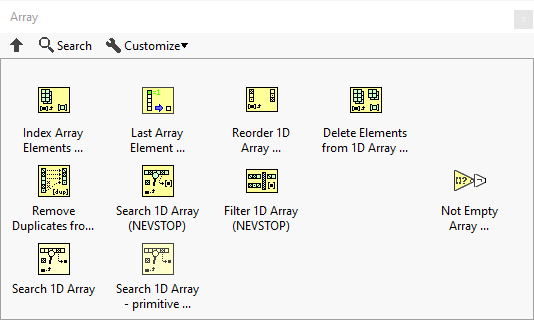 Array
Search Customize
Index Array Elements ...
Last Array Element ...
Reorder 1D Array ...
Delete Elements from 1D Array ...
Remove Duplicates fro...
Search 1D Array (NEVSTOP)
Filter 1D Array (NEVSTOP)
Not Empty Array ...
Search 1D Array
Search 1D Array - primitive ...